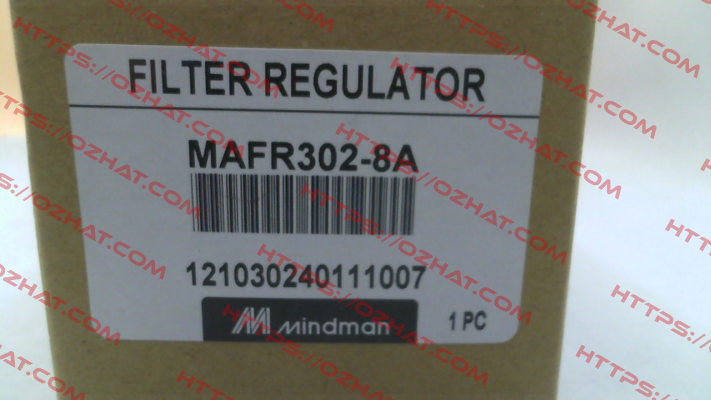 FILTER REGULATOR
MAFR302-8A
121030240111007
mindman
1 PC
HTTPS://OZHAT.COM